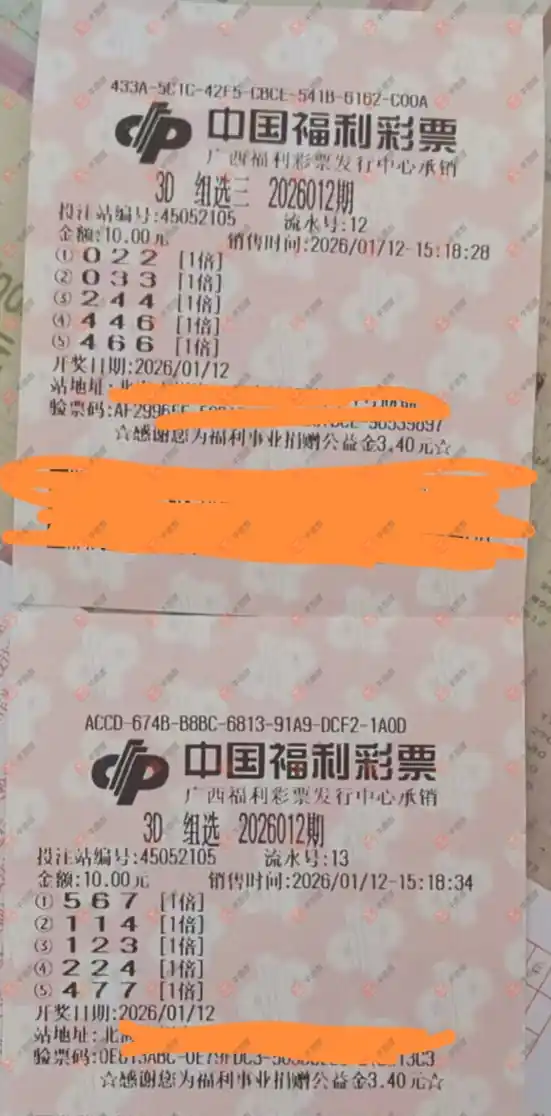 433A-5C1C-42F5-CBCE-541B-6162-C00A
中国福利彩票
广西福利彩票发行中心承销
3D 组选三 2026012期
投注站编号:45052105 流水号:12
金额:10.00元 销售时间:2026/01/12-15:18:28
① 0 2 2 [1倍]
② 0 3 3 [1倍]
③ 2 4 4 [1倍]
④ 4 4 6 [1倍]
⑤ 4 6 6 [1倍]
开奖日期:2026/01/12
站地址:北
验票码:AF2996
☆感谢您为福利事业捐赠公益金3.40元☆
ACCD-674B-B8BC-6813-91A9-DCF2-1A0D
中国福利彩票
广西福利彩票发行中心承销
3D 组选 2026012期
投注站编号:45052105 流水号:13
金额:10.00元 销售时间:2026/01/12-15:18:34
① 5 6 7 [1倍]
② 1 1 4 [1倍]
③ 1 2 3 [1倍]
④ 2 2 4 [1倍]
⑤ 4 7 7 [1倍]
开奖日期:2026/01/12
站地址:北
验票码:
☆感谢您为福利事业捐赠公益金3.40元☆